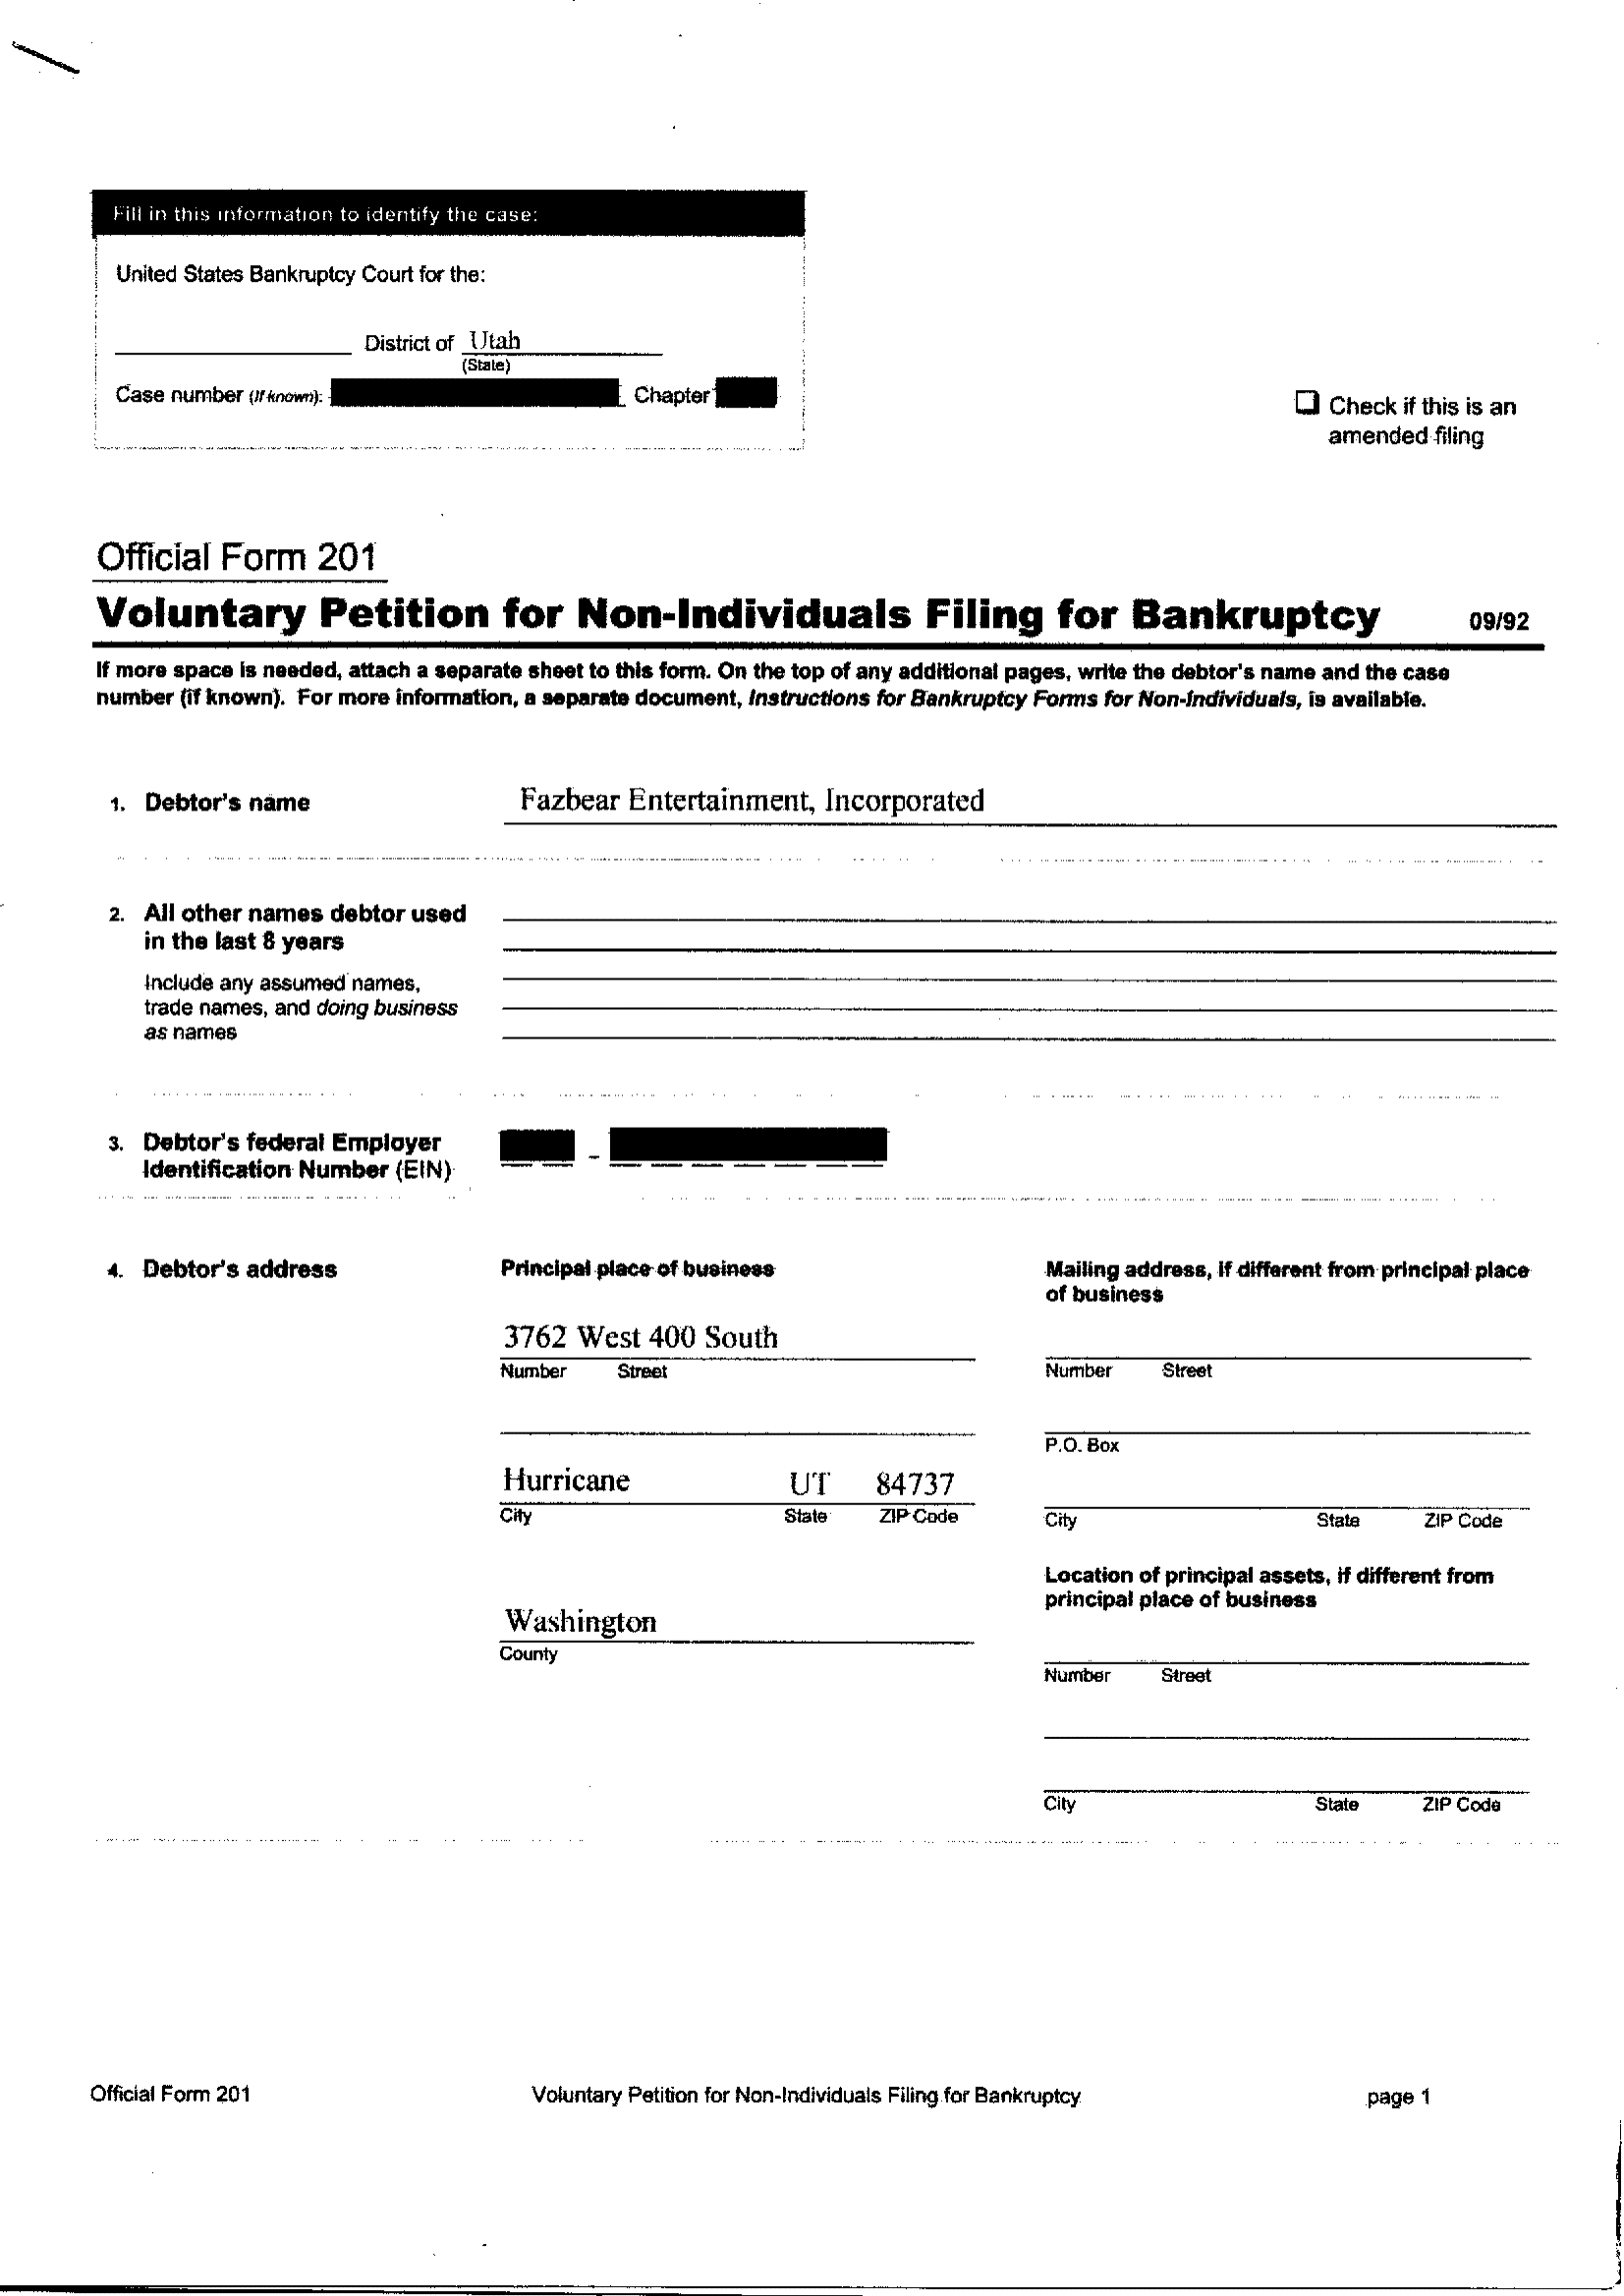 Fill in this information to identify the case:
United States Bankruptcy Court for the:
District of Utah
(State)
Case number (If known): Chapter
❑ Check if this is an
amended filing
Official Form 201
Voluntary Petition for Non-Individuals Filing for Bankruptcy 09/92
If more space is needed, attach a separate sheet to this form. On the top of any additional pages, write the debtor's name and the case
number (if known). For more information, a separate document, Instructions for Bankruptcy Forms for Non-Individuals, is available.
1. Debtor's name Fazbear Entertainment, Incorporated
2. All other names debtor used
in the last 8 years
Include any assumed names,
trade names, and doing business
as names
3. Debtor's federal Employer
Identification Number (EIN) -
4. Debtor's address
Principal place of business
3762 West 400 South
Number Street
Hurricane UT 84737
City State ZIP Code
Washington
County
Mailing address, if different from principal place
of business
Number Street
P.O. Box
City State ZIP Code
Location of principal assets, if different from
principal place of business
Number Street
City State ZIP Code
Official Form 201 Voluntary Petition for Non-Individuals Filing for Bankruptcy page 1